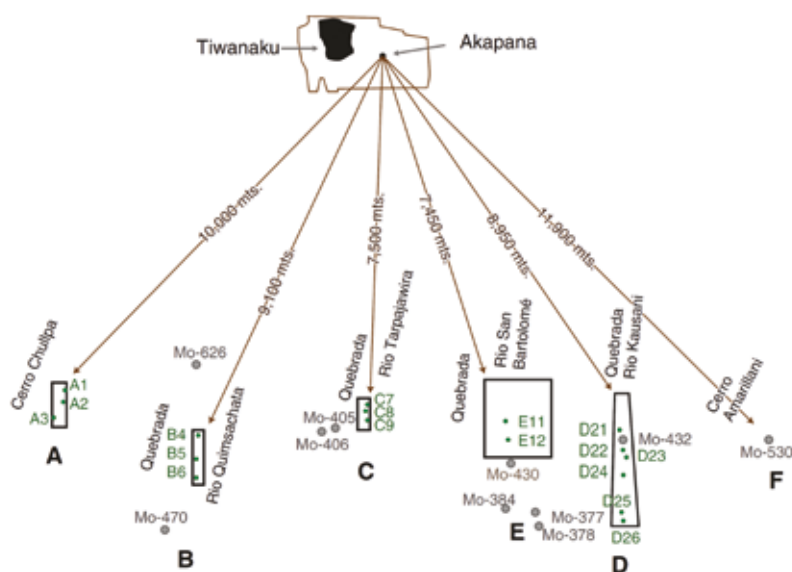 Tiwanaku
Akapana
10,000 mts.
9,100 mts.
7,500 mts.
7,450 mts.
8,950 mts.
11,900 mts.
Cerro Chullpa
A1
A2
A3
A
Mo-626
Quebrada
Rio Quimsachata
B4
B5
B6
Mo-470
B
Quebrada
Rio Tarpajawira
C7
C8
C9
Mo-405
Mo-406
C
Quebrada
Rio San
Bartolomé
E11
E12
Mo-430
Mo-384
Mo-377
Mo-378
E
Quebrada
Rio Kausani
D21
Mo-432
D22
D23
D24
D25
D26
D
Cerro
Amarillani
Mo-530
F